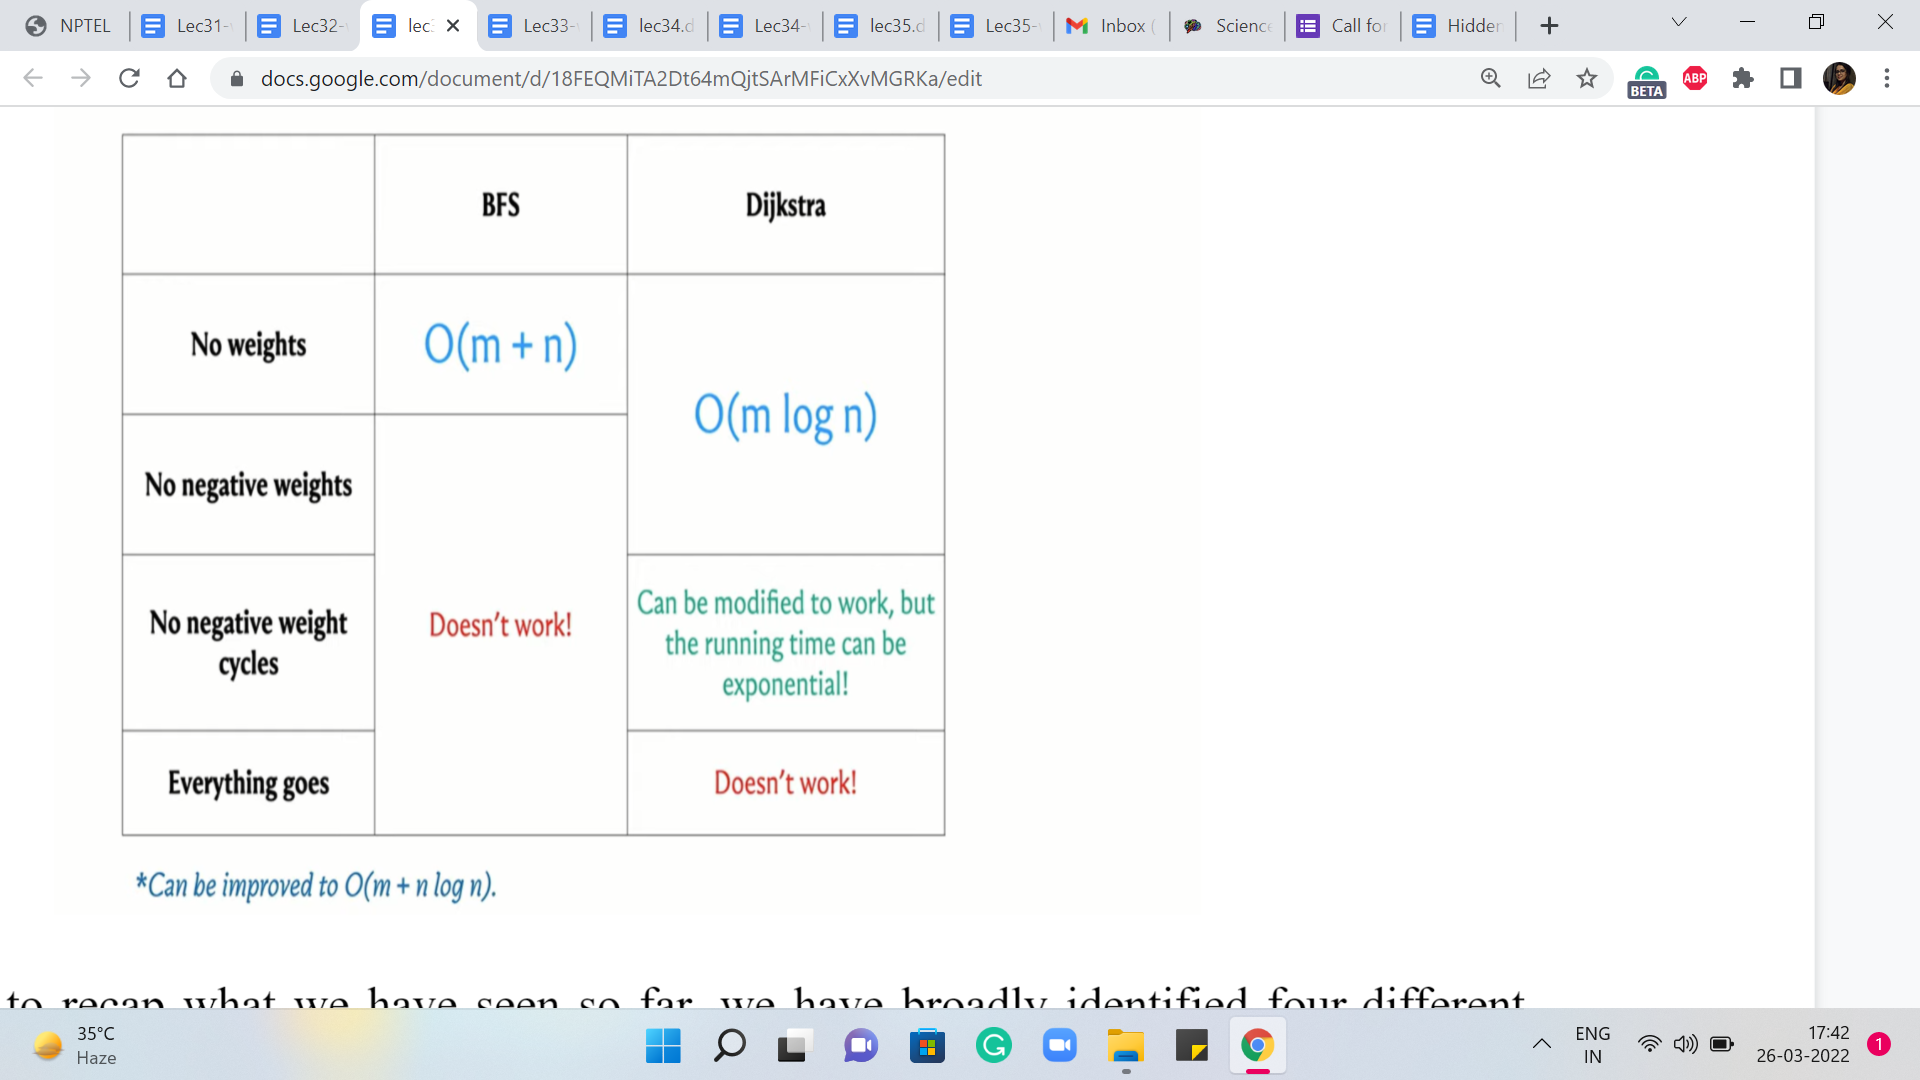 NPTEL
Lec31-
Lec32-
lec
Lec33-
lec34.d
Lec34-
lec35.d
Lec35-
Inbox (
Science
Call for
Hidden
docs.google.com/document/d/18FEQMiTA2Dt64mQjtSArMFiCxXvMGRKa/edit
BETA
ABP
BFS
Dijkstra
No weights
O(m + n)
O(m log n)
No negative weights
No negative weight
cycles
Doesn't work!
Can be modified to work, but
the running time can be
exponential!
Everything goes
Doesn't work!
*Can be improved to O(m + n log n).
to recap what we have seen so far, we have broadly identified four different
35°C
Haze
ENG
IN
17:42
26-03-2022
1